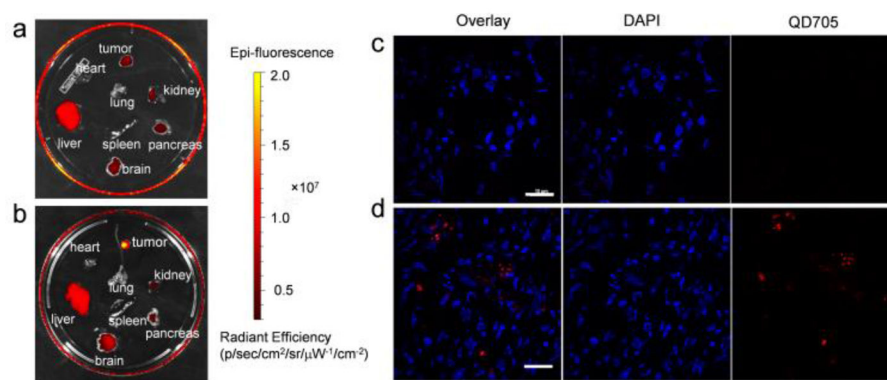 a
tumor
heart
lung
kidney
liver
spleen
pancreas
brain
b
tumor
heart
lung
kidney
liver
spleen
pancreas
brain
Epi-fluorescence
2.0
1.5
×10⁷
1.0
0.5
Radiant Efficiency
(p/sec/cm²/sr/µW⁻¹/cm⁻²)
Overlay DAPI QD705
c
d